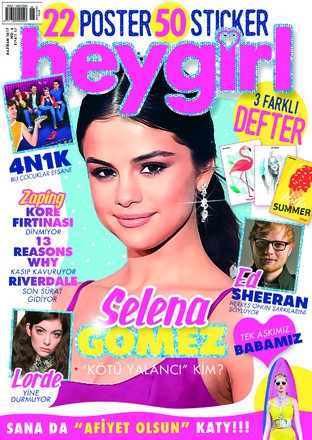 22 POSTER 50 STICKER
heygirl
3 FARKLI
DEFTER
SUMMER
4N1K
BU ÇOCUKLAR EFSANE
Zaping
KORE
FIRTINASI
DİNMİYOR
13
REASONS
WHY
KASIP KAVURUYOR
RIVERDALE
SON SÜRAT
GİDİYOR
Ed
SHEERAN
HERKES ONUN ŞARKILARINI
SÖYLÜYOR
Selena
GOMEZ
"KÖTÜ YALANCI" KİM?
TEK AŞKIMIZ
BABAMIZ
Lorde
YİNE
DURMUYOR
SANA DA "AFİYET OLSUN" KATY!!!